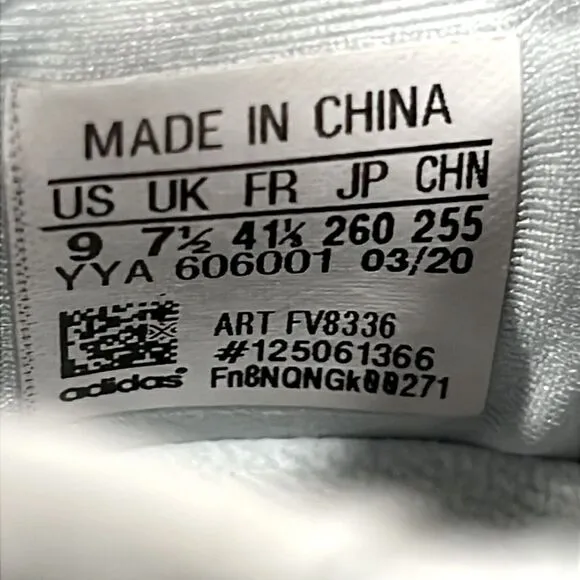 MADE IN CHINA
US UK FR JP CHN
9 7½ 41⅓ 260 255
YYA 606001 03/20
ART FV8336
#125061366
adidas Fn8NQNGk00271